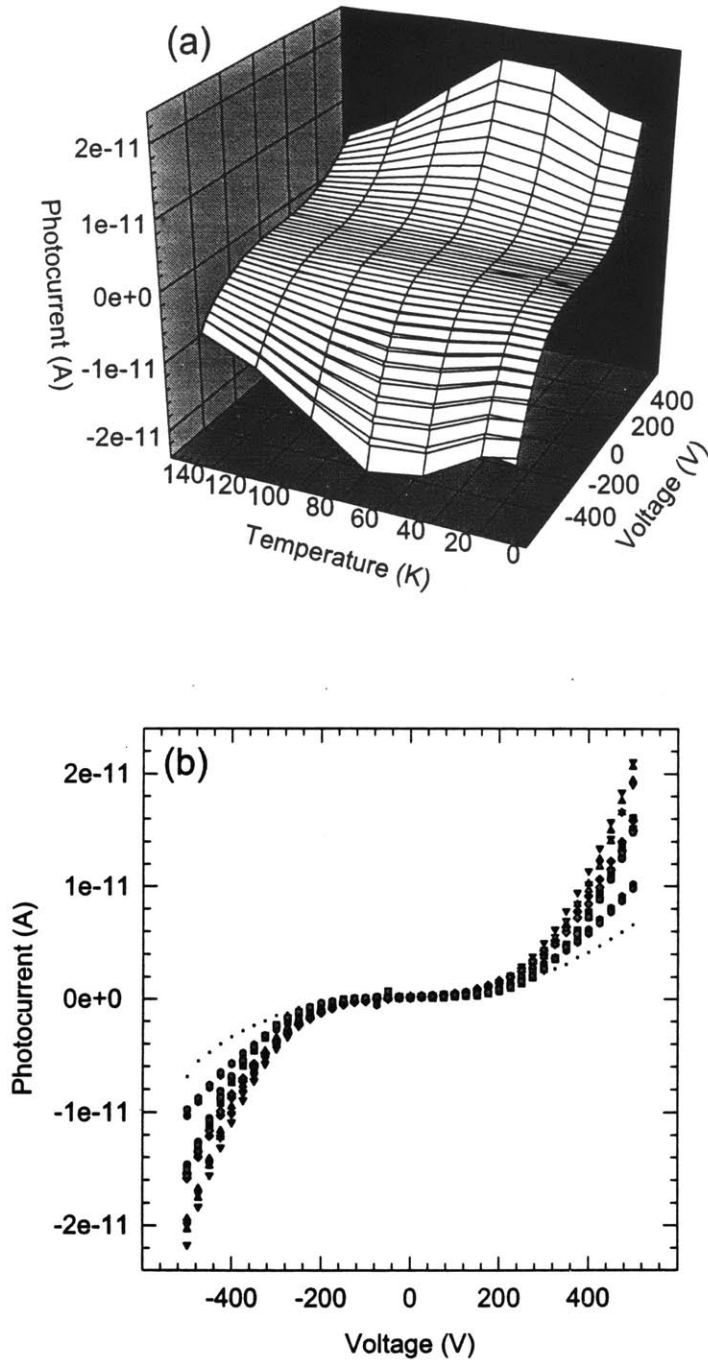 (a)
2e-11
1e-11
0e+0
-1e-11
-2e-11
Photocurrent (A)
140
120
100
80
60
40
20
0
Temperature (K)
400
200
0
-200
-400
Voltage (V)
(b)
2e-11
1e-11
0e+0
-1e-11
-2e-11
Photocurrent (A)
-400
-200
0
200
400
Voltage (V)